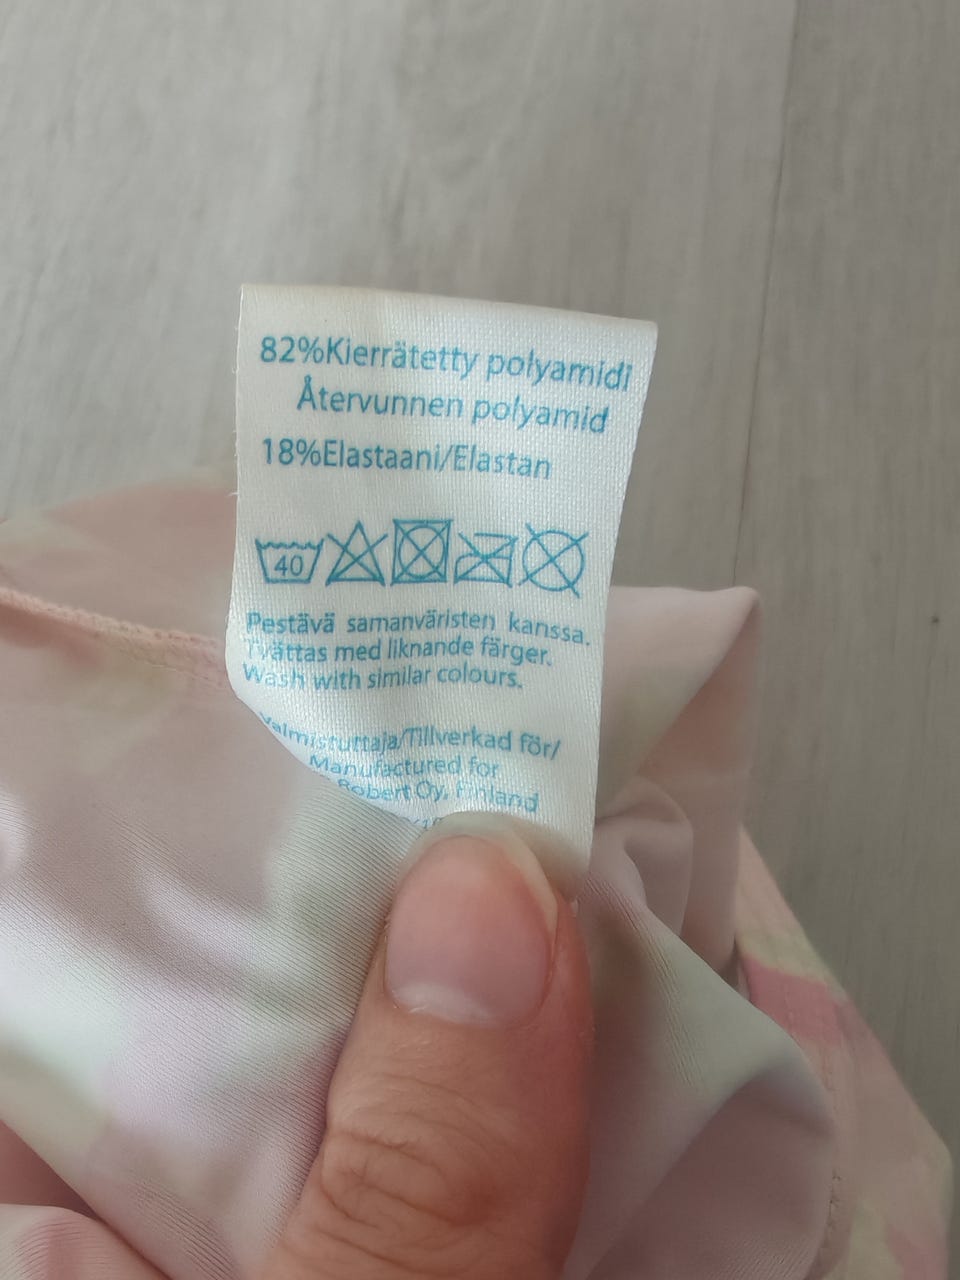 82%Kierrätetty polyamidi
Återvunnen polyamid
18%Elastaani/Elastan
40
Pestävä samanväristen kanssa.
Tvättas med liknande färger.
Wash with similar colours.
Valmistuttaja/Tillverkad för/
Manufactured for
Robert Oy, Finland